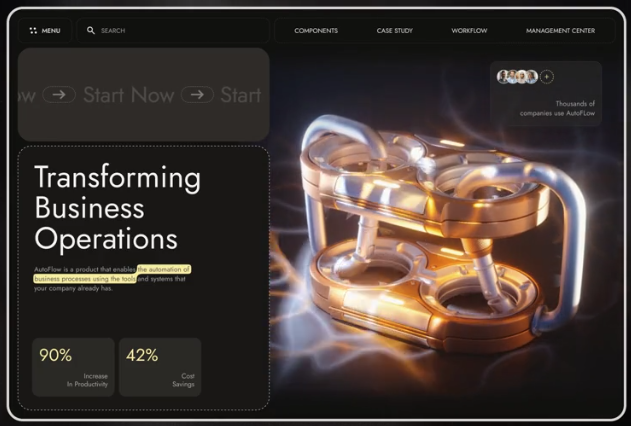 MENU
SEARCH
COMPONENTS
CASE STUDY
WORKFLOW
MANAGEMENT CENTER
ow → Start Now → Start
+
Thousands of
companies use AutoFLow
Transforming
Business
Operations
AutoFlow is a product that enables the automation of
business processes using the tools and systems that
your company already has.
90%
Increase
In Productivity
42%
Cost
Savings